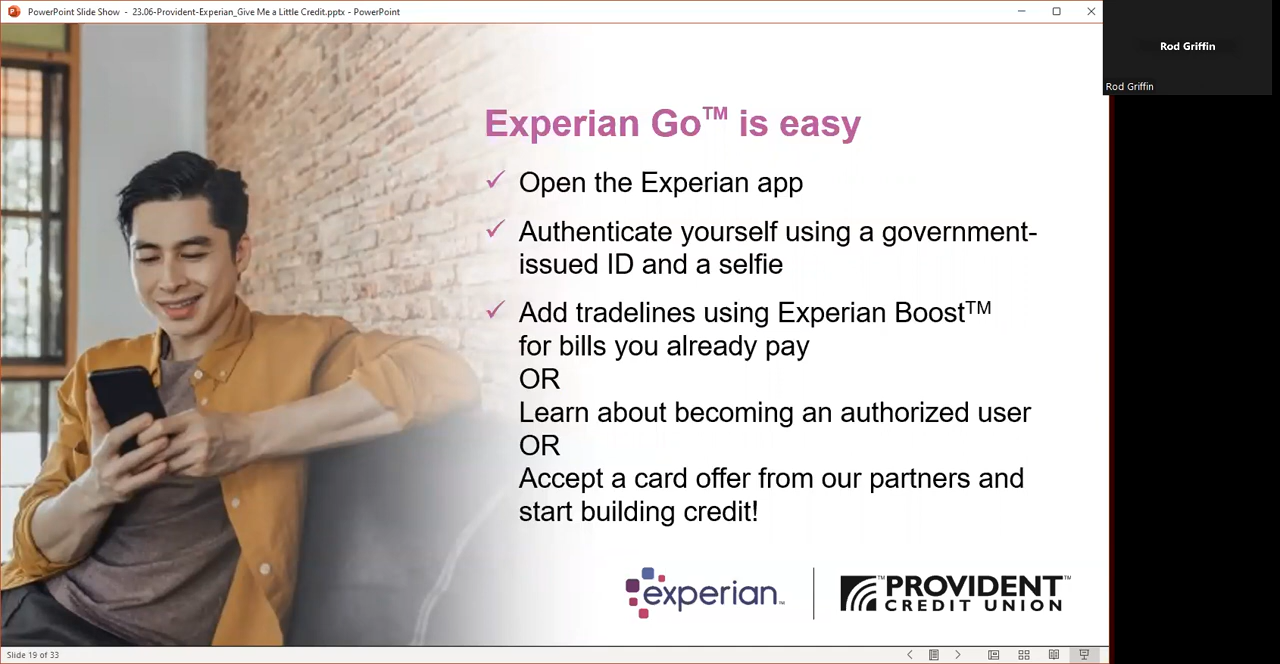 PowerPoint Slide Show - 23.06-Provident-Experian_Give Me a Little Credit.pptx - PowerPoint
Rod Griffin
Rod Griffin
Experian Go™ is easy
✓ Open the Experian app
✓ Authenticate yourself using a government-
issued ID and a selfie
✓ Add tradelines using Experian Boost™
for bills you already pay
OR
Learn about becoming an authorized user
OR
Accept a card offer from our partners and
start building credit!
experian™
™PROVIDENT™
CREDIT UNION
Slide 19 of 33